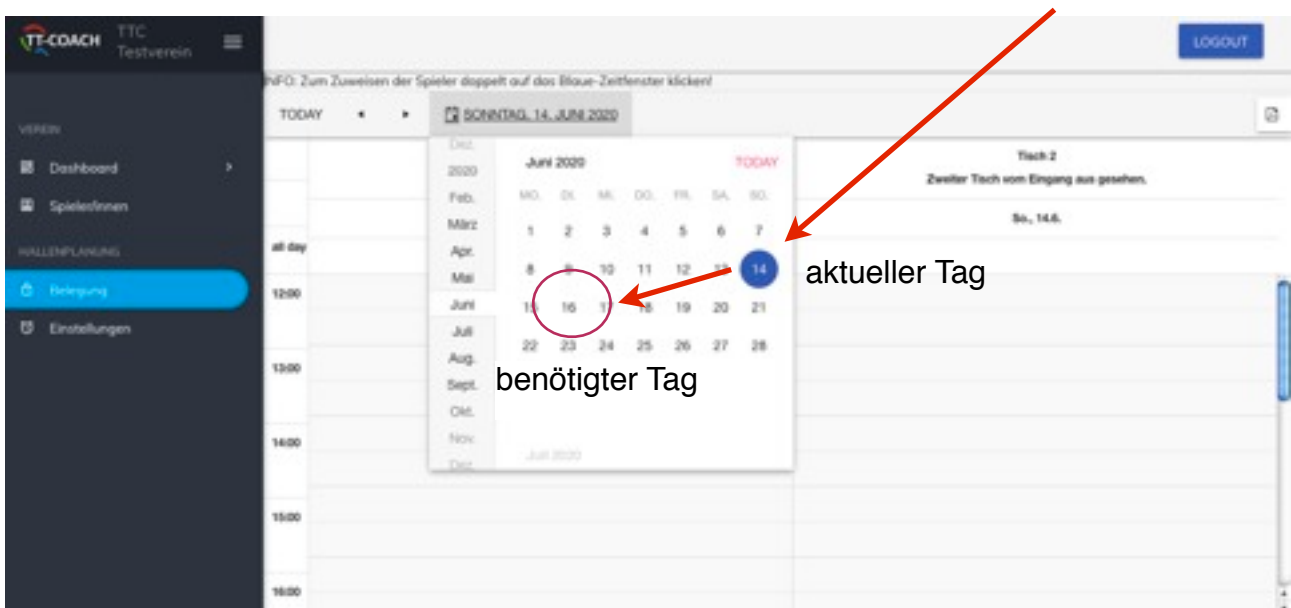 TT-COACH
TTC
Testverein
LOGOUT
INFO: Zum Zuweisen der Spieler doppelt auf das Blaue-Zeitfenster klicken!
TODAY
SONNTAG, 14. JUNI 2020
VEREIN
Dashboard
Spieler/innen
HALLENPLANUNG
Belegung
Einstellungen
Dez.
2020
Feb.
März
Apr.
Mai
Juni
Juli
Aug.
Sept.
Okt.
Nov.
Dez.
Juni 2020
TODAY
MO. DI. MI. DO. FR. SA. SO.
1 2 3 4 5 6 7
8 9 10 11 12 13 14
15 16 17 18 19 20 21
22 23 24 25 26 27 28
Juli 2020
aktueller Tag
benötigter Tag
Tisch 2
Zweiter Tisch vom Eingang aus gesehen.
So., 14.6.
all day
12:00
13:00
14:00
15:00
16:00